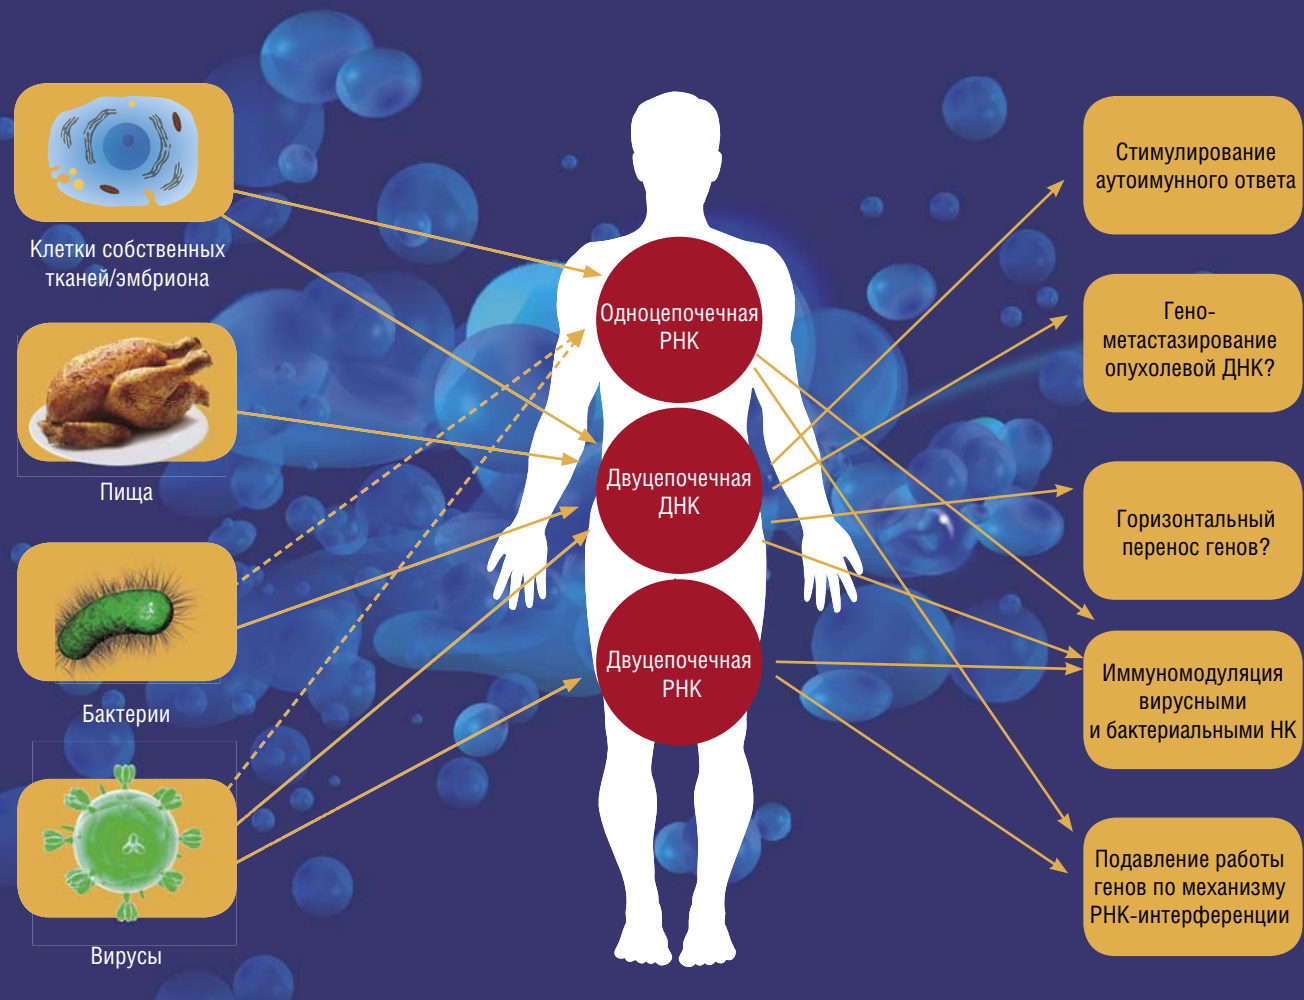 Клетки собственных
тканей/эмбриона
Пища
Бактерии
Вирусы
Одноцепочечная
РНК
Двуцепочечная
ДНК
Двуцепочечная
РНК
Стимулирование
аутоимунного ответа
Гено-
метастазирование
опухолевой ДНК?
Горизонтальный
перенос генов?
Иммуномодуляция
вирусными
и бактериальными НК
Подавление работы
генов по механизму
РНК-интерференции